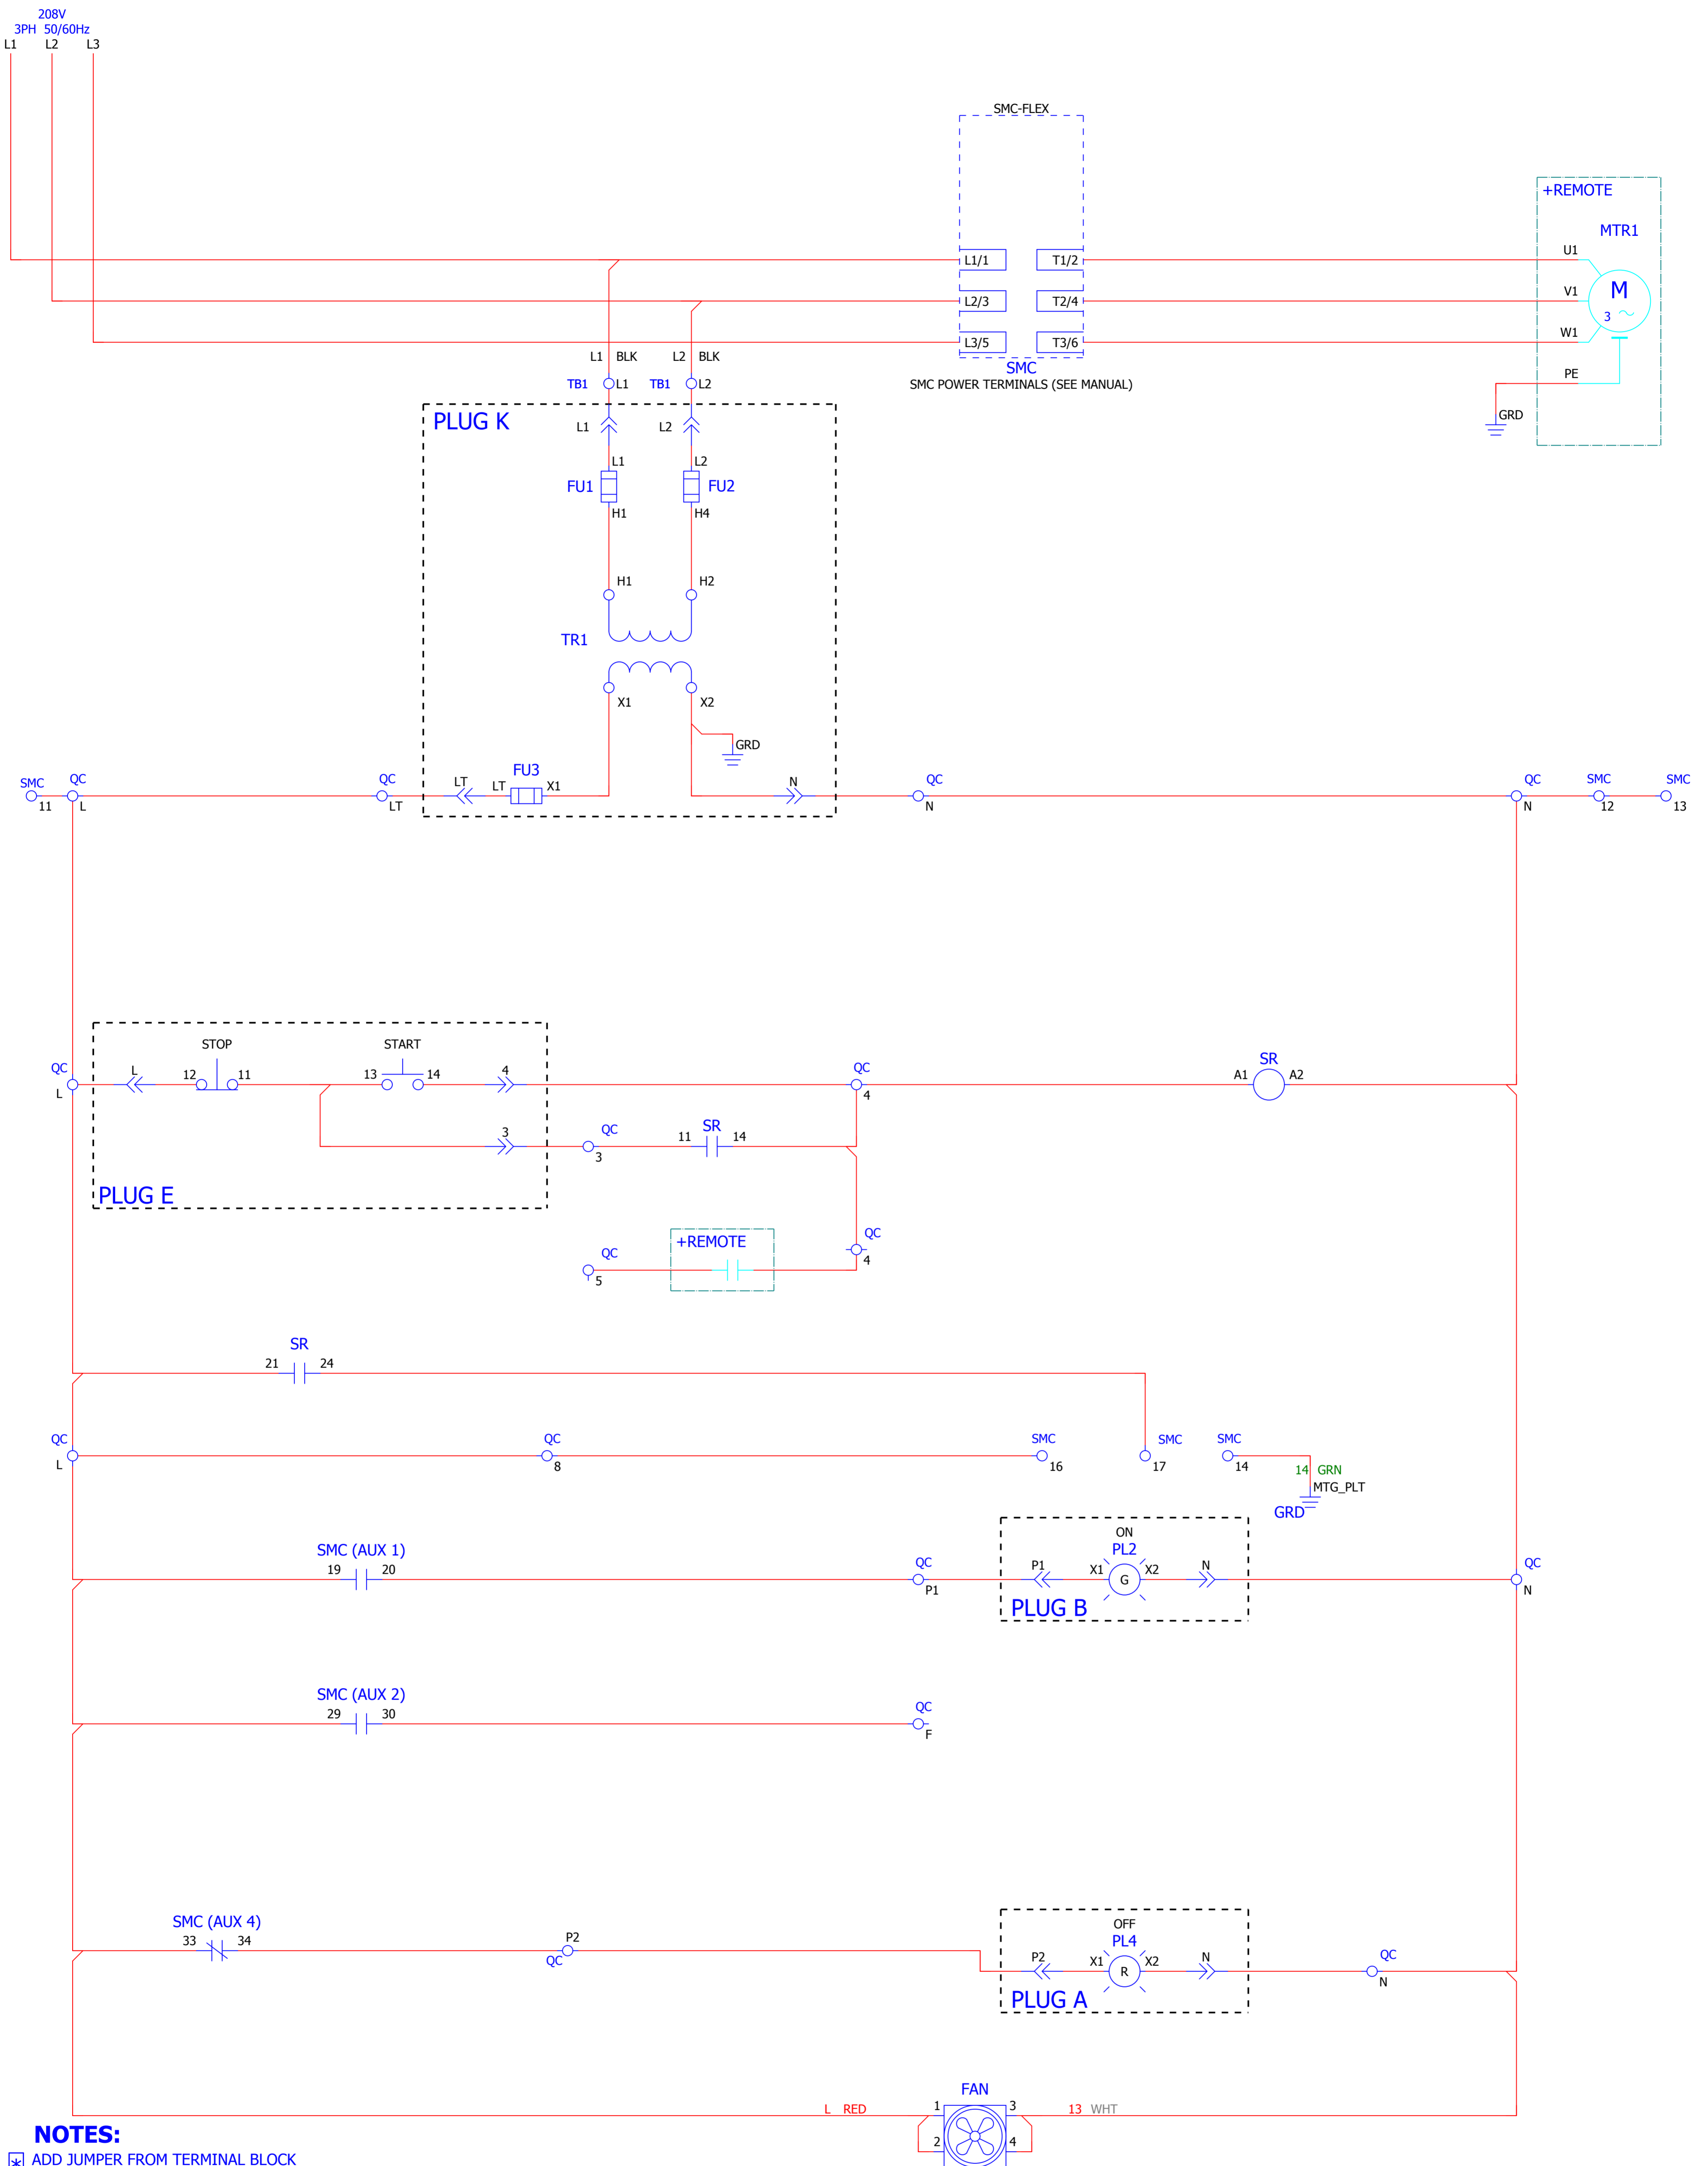 208V
3PH 50/60Hz
L1 L2 L3
SMC-FLEX
+REMOTE
MTR1
L1/1 T1/2 U1
L2/3 T2/4 V1 M
3
L3/5 T3/6 W1
L1 BLK L2 BLK
SMC
SMC POWER TERMINALS (SEE MANUAL)
PE
TB1 L1 TB1 L2
GRD
PLUG K
L1 L2
L1 L2
FU1 FU2
H1 H4
H1 H2
TR1
X1 X2
GRD
SMC QC QC LT LT FU3 X1 N QC QC SMC SMC
11 L LT N N 12 13
STOP START
QC L 12 11 13 14 4 QC SR
L 4 A1 A2
3 QC 11 SR 14
3
PLUG E
+REMOTE QC
QC 4
5
SR
21 24
QC QC SMC SMC SMC
L 8 16 17 14
14 GRN
MTG_PLT
GRD
ON
SMC (AUX 1) PL2
19 20 QC P1 X1 G X2 N QC
P1 N
PLUG B
SMC (AUX 2)
29 30 QC
F
OFF
SMC (AUX 4) PL4
33 34 P2 P2 X1 R X2 N QC
QC N
PLUG A
FAN
L RED 1 3 13 WHT
2 4
NOTES:
* ADD JUMPER FROM TERMINAL BLOCK